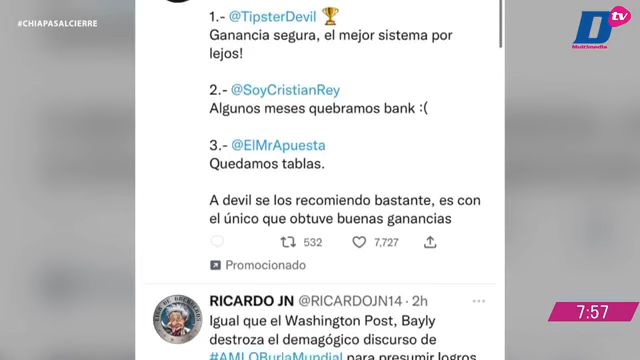 #CHIAPASALCIERRE
D tv
Multimedia
1.- @TipsterDevil 🏆
Ganancia segura, el mejor sistema por
lejos!
2.- @SoyCristianRey
Algunos meses quebramos bank :(
3.- @ElMrApuesta
Quedamos tablas.
A devil se los recomiendo bastante, es con
el único que obtuve buenas ganancias
532 7,727
Promocionado
RICARDO JN @RICARDOJN14 · 2h
Igual que el Washington Post, Bayly
destroza el demagógico discurso de
#AMLOBurlaMundial para presumir logros
7:57